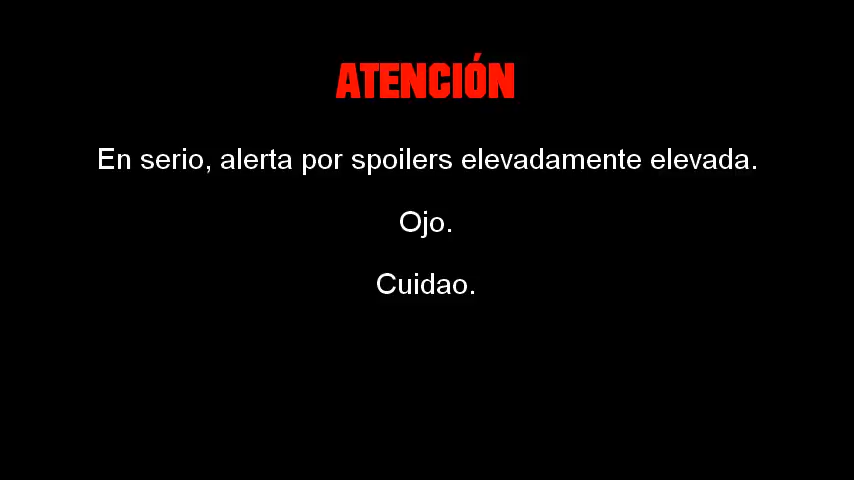 ATENCIÓN
En serio, alerta por spoilers elevadamente elevada.
Ojo.
Cuidao.